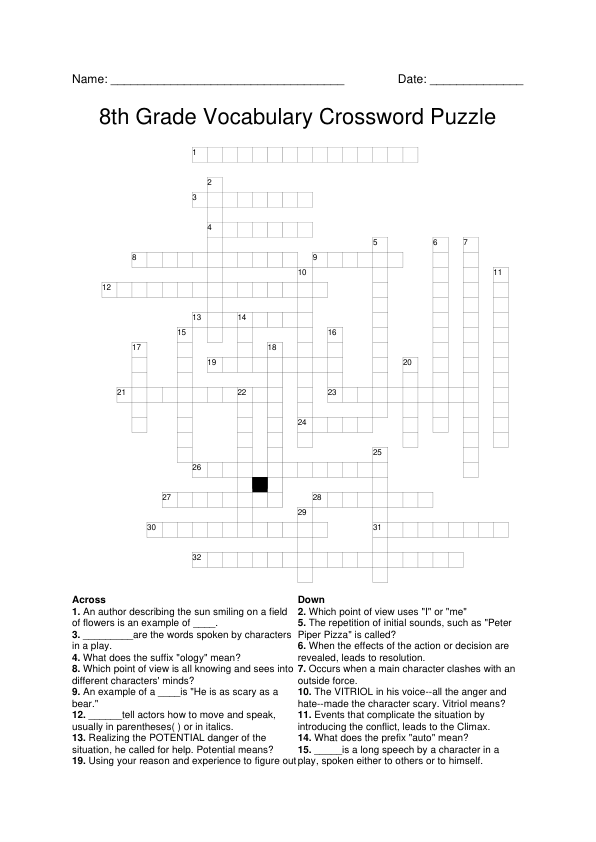 Name: ___________________________________ Date: ______________
8th Grade Vocabulary Crossword Puzzle
1
2
3
4
5 6 7
8 9
10 11
12
13 14
15 16
17 18
19 20
21 22 23
24
25
26
27 28
29
30 31
32
Across
1. An author describing the sun smiling on a field
of flowers is an example of ____.
3. _________are the words spoken by characters
in a play.
4. What does the suffix "ology" mean?
8. Which point of view is all knowing and sees into
different characters' minds?
9. An example of a ____is "He is as scary as a
bear."
12. ______tell actors how to move and speak,
usually in parentheses( ) or in italics.
13. Realizing the POTENTIAL danger of the
situation, he called for help. Potential means?
19. Using your reason and experience to figure out
Down
2. Which point of view uses "I" or "me"
5. The repetition of initial sounds, such as "Peter
Piper Pizza" is called?
6. When the effects of the action or decision are
revealed, leads to resolution.
7. Occurs when a main character clashes with an
outside force.
10. The VITRIOL in his voice--all the anger and
hate--made the character scary. Vitriol means?
11. Events that complicate the situation by
introducing the conflict, leads to the Climax.
14. What does the prefix "auto" mean?
15. _____is a long speech by a character in a
play, spoken either to others or to himself.